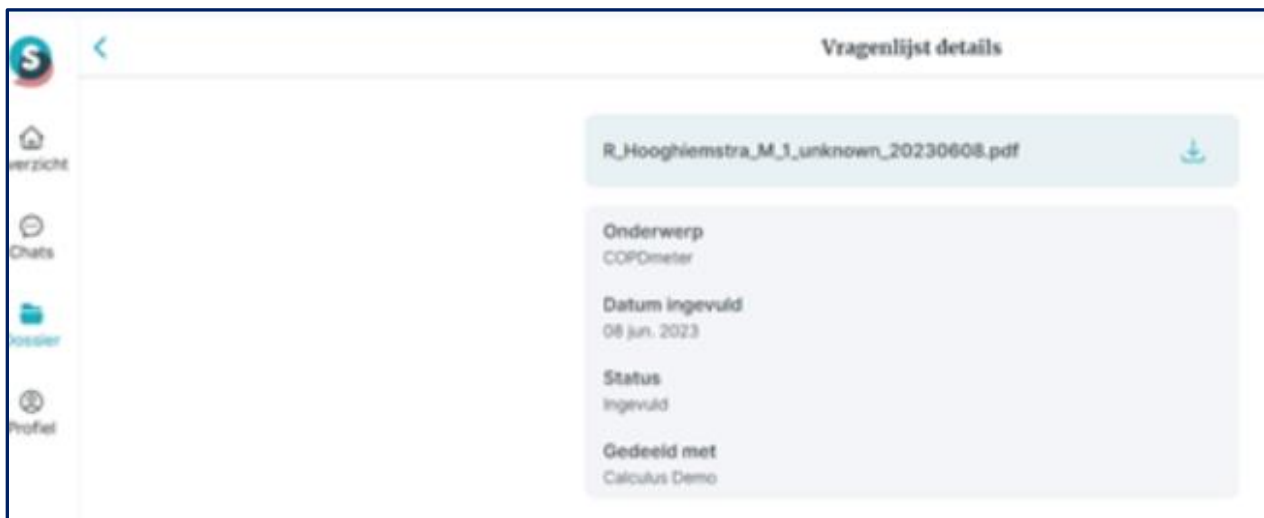 S
Vragenlijst details
verzicht
Chats
ossier
Profiel
R_Hooghiemstra_M_1_unknown_20230608.pdf
Onderwerp
COPDmeter
Datum ingevuld
08 jun. 2023
Status
Ingevuld
Gedeeld met
Calculus Demo